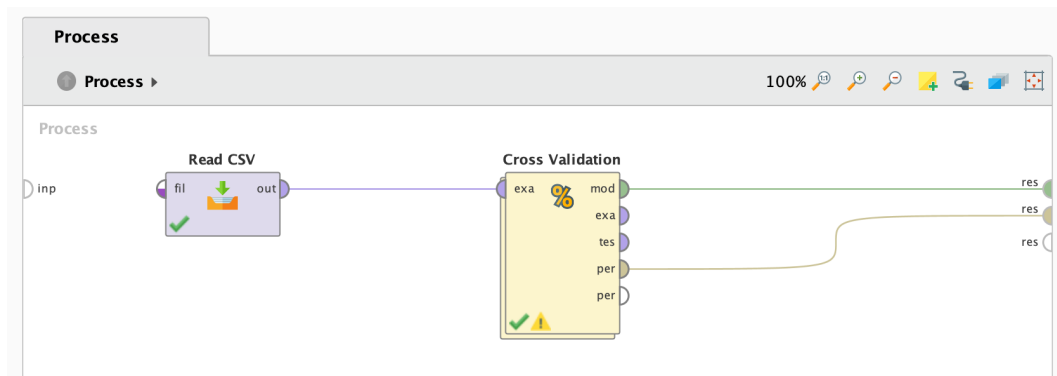 Process
Process
100%
Process
Read CSV
Cross Validation
inp
fil
out
exa
mod
res
exa
res
tes
res
per
per